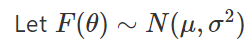 Let F(θ) ∼ N(μ, σ²)